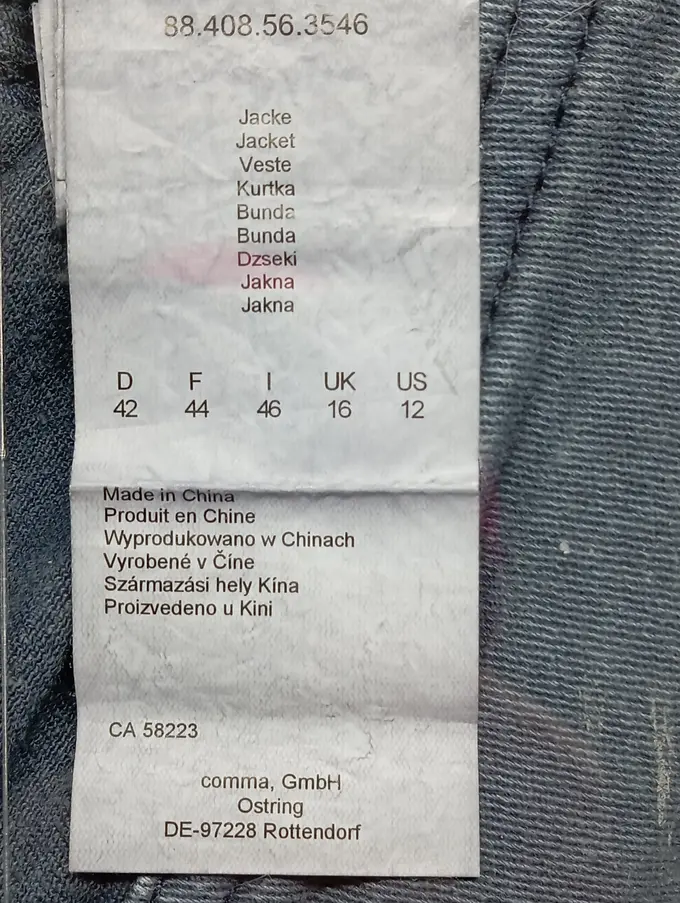 88.408.56.3546
Jacke
Jacket
Veste
Kurtka
Bunda
Bunda
Dzseki
Jakna
Jakna
D F I UK US
42 44 46 16 12
Made in China
Produit en Chine
Wyprodukowano w Chinach
Vyrobené v Číne
Származási hely Kína
Proizvedeno u Kini
CA 58223
comma, GmbH
Ostring
DE-97228 Rottendorf